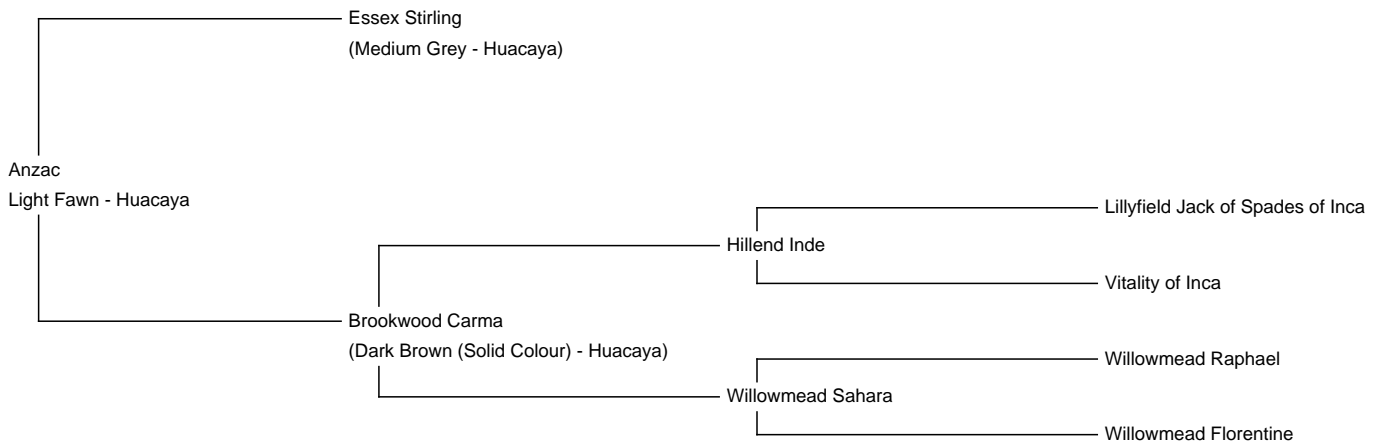 Essex Stirling
(Medium Grey - Huacaya)
Anzac
Light Fawn - Huacaya
Lillyfield Jack of Spades of Inca
Hillend Inde
Vitality of Inca
Brookwood Carma
(Dark Brown (Solid Colour) - Huacaya)
Willowmead Raphael
Willowmead Sahara
Willowmead Florentine